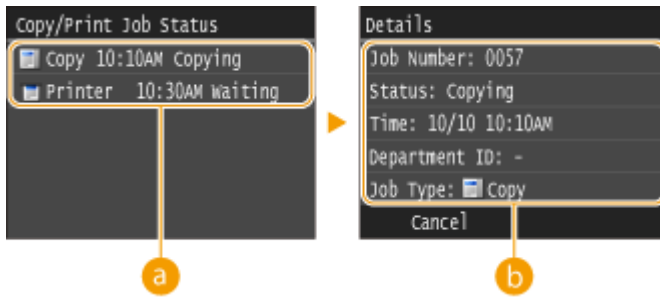 Copy/Print Job Status
Copy 10:10AM Copying
Printer 10:30AM Waiting
a
Details
Job Number: 0057
Status: Copying
Time: 10/10 10:10AM
Department ID: -
Job Type: Copy
Cancel
b